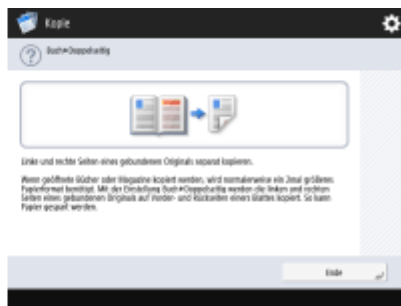 Kopie
Buch➧Doppelseitig
Linke und rechte Seiten eines gebundenen Originals separat kopieren.
Wenn geöffnete Bücher oder Magazine kopiert werden, wird normalerweise ein 2mal größeres
Papierformat benötigt. Mit der Einstellung Buch➧Doppelseitig werden die linken und rechten
Seiten eines gebundenen Originals auf Vorder- und Rückseiten eines Blattes kopiert. So kann
Papier gespart werden.
Ende